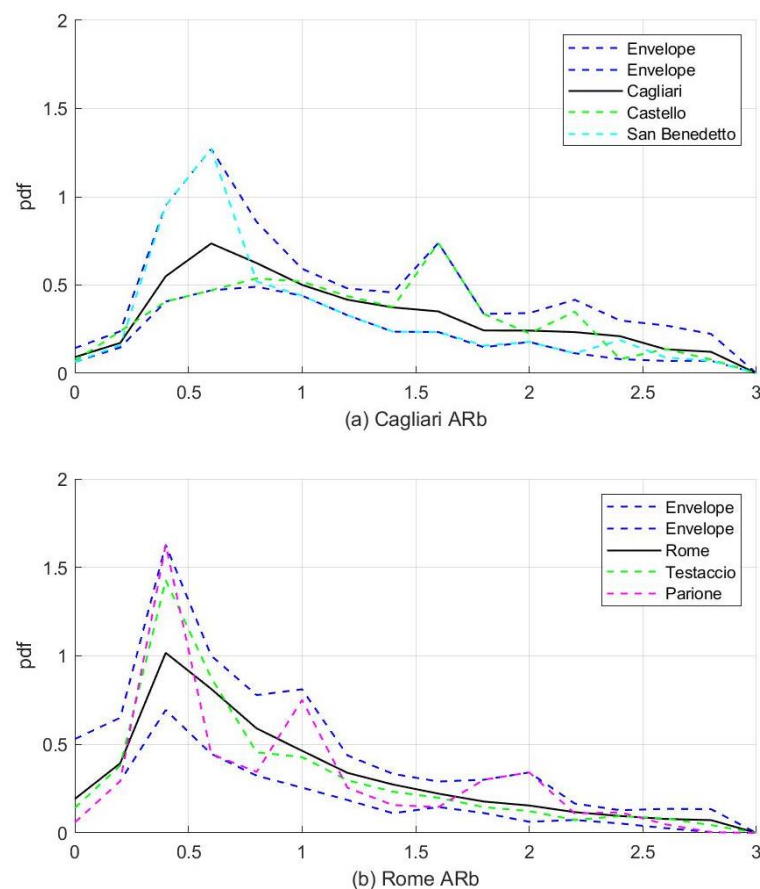 2
1.5
1
0.5
0
pdf
0 0.5 1 1.5 2 2.5 3
(a) Cagliari ARb
Envelope
Envelope
Cagliari
Castello
San Benedetto
2
1.5
1
0.5
0
pdf
0 0.5 1 1.5 2 2.5 3
(b) Rome ARb
Envelope
Envelope
Rome
Testaccio
Parione